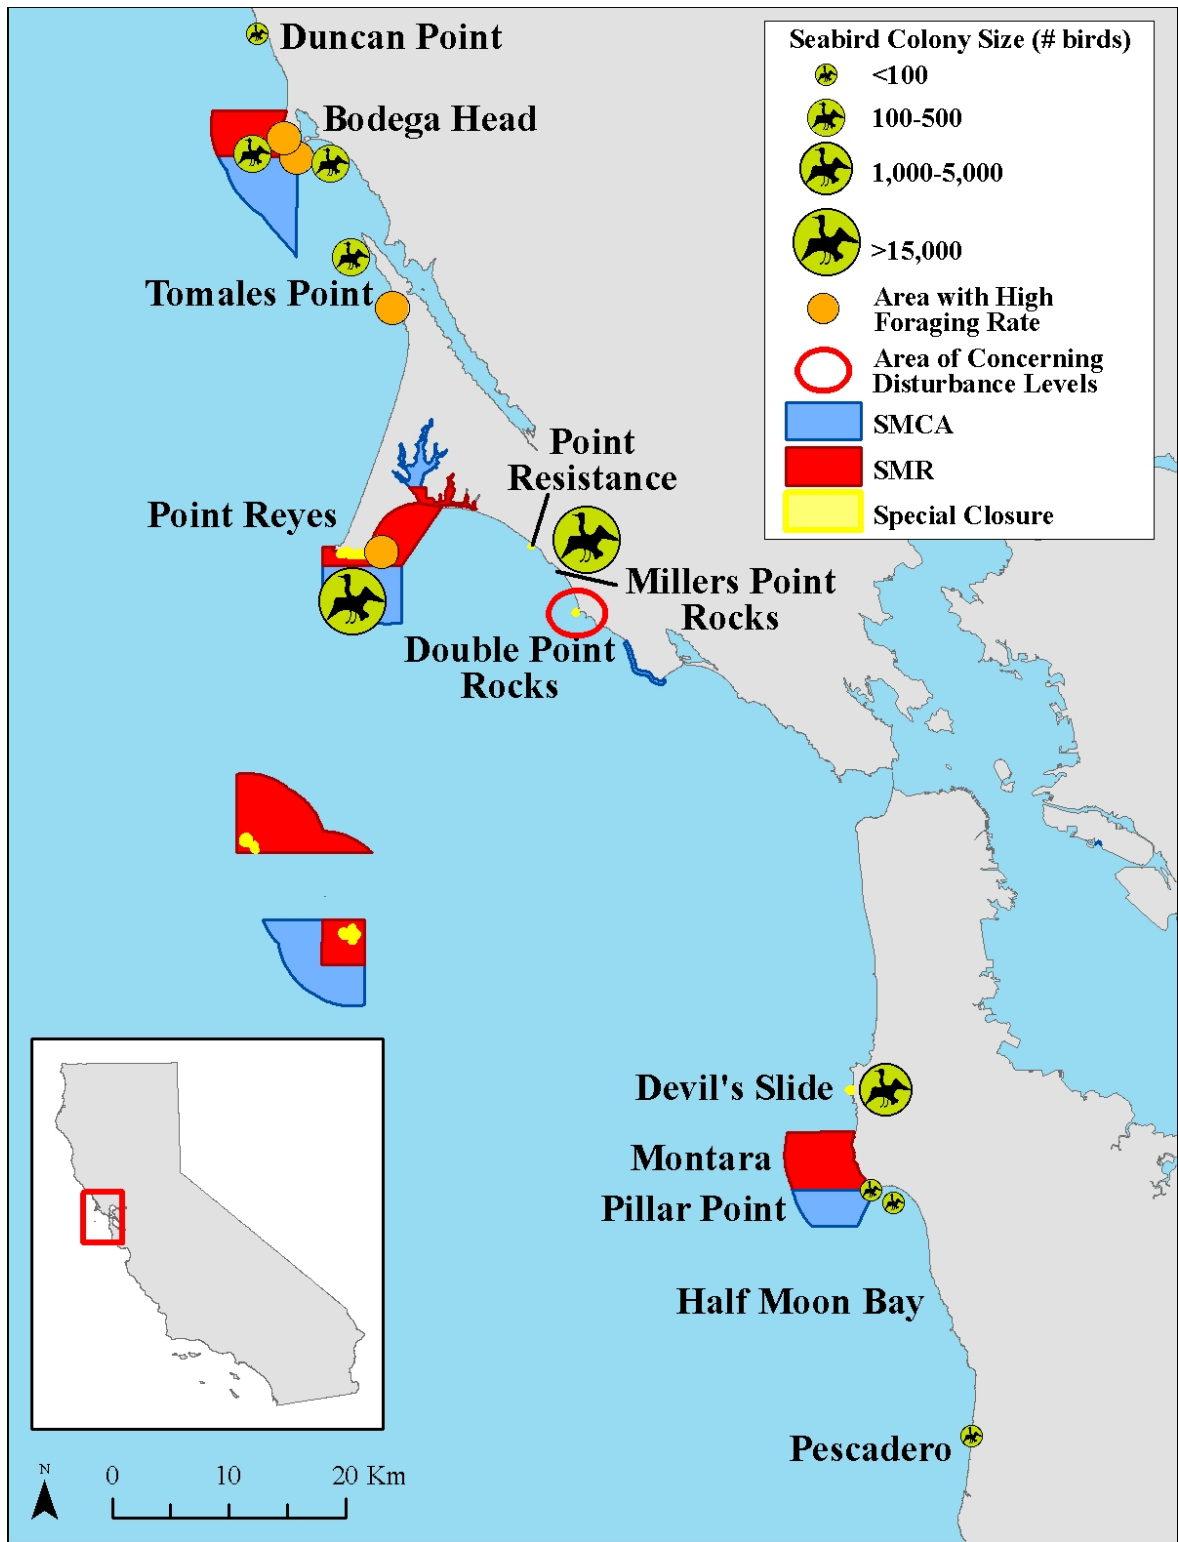 Duncan Point
Bodega Head
Tomales Point
Point
Resistance
Point Reyes
Millers Point
Rocks
Double Point
Rocks
Devil's Slide
Montara
Pillar Point
Half Moon Bay
Pescadero
Seabird Colony Size (# birds)
<100
100-500
1,000-5,000
>15,000
Area with High
Foraging Rate
Area of Concerning
Disturbance Levels
SMCA
SMR
Special Closure
N
0 10 20 Km